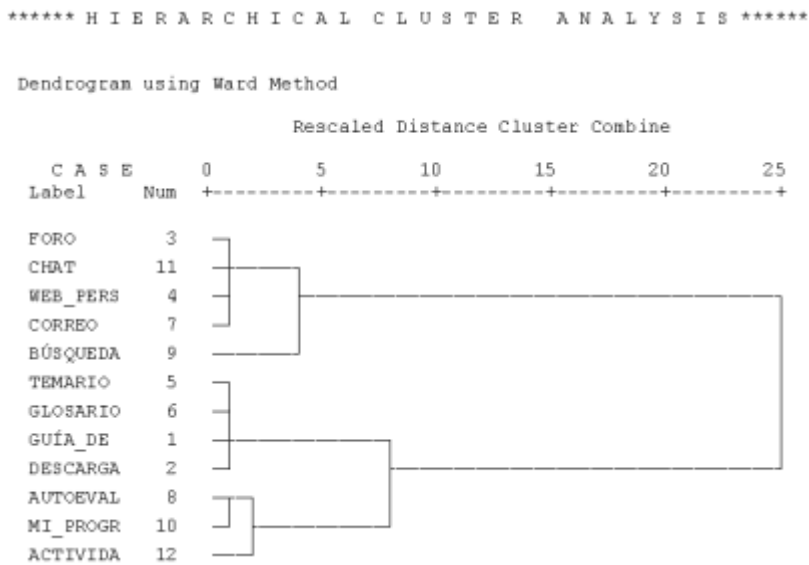 ****** H I E R A R C H I C A L   C L U S T E R   A N A L Y S I S ******
Dendrogram using Ward Method
Rescaled Distance Cluster Combine
C A S E 0 5 10 15 20 25
Label Num +---------+---------+---------+---------+---------+
FORO 3
CHAT 11
WEB_PERS 4
CORREO 7
BÚSQUEDA 9
TEMARIO 5
GLOSARIO 6
GUÍA_DE 1
DESCARGA 2
AUTOEVAL 8
MI_PROGR 10
ACTIVIDA 12